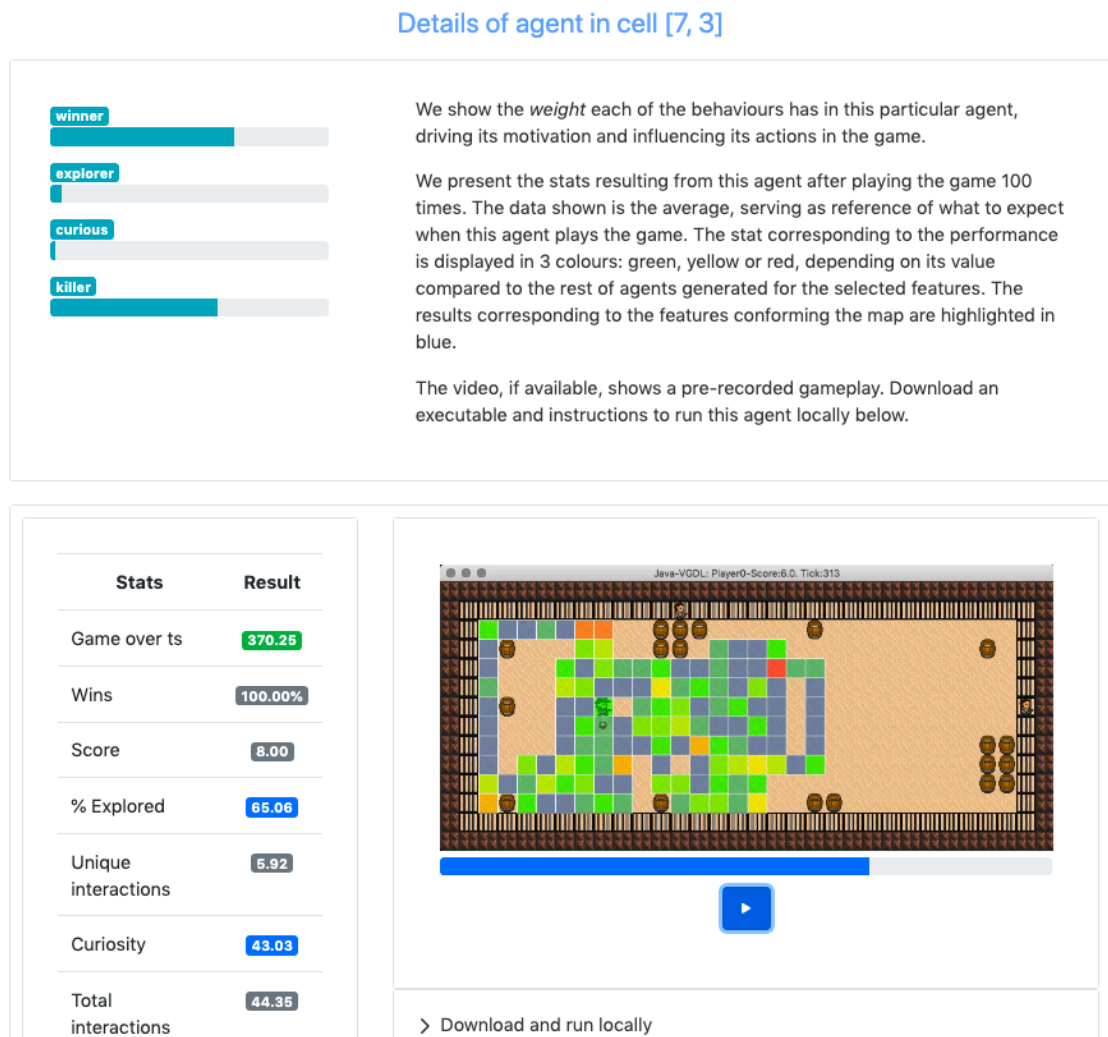 Details of agent in cell [7, 3]
winner
explorer
curious
killer
We show the weight each of the behaviours has in this particular agent,
driving its motivation and influencing its actions in the game.
We present the stats resulting from this agent after playing the game 100
times. The data shown is the average, serving as reference of what to expect
when this agent plays the game. The stat corresponding to the performance
is displayed in 3 colours: green, yellow or red, depending on its value
compared to the rest of agents generated for the selected features. The
results corresponding to the features conforming the map are highlighted in
blue.
The video, if available, shows a pre-recorded gameplay. Download an
executable and instructions to run this agent locally below.
Stats Result
Game over ts 370.25
Wins 100.00%
Score 8.00
% Explored 65.06
Unique
interactions 5.92
Curiosity 43.03
Total
interactions 44.35
Java-VGDL: Player0-Score:6.0. Tick:313
Download and run locally